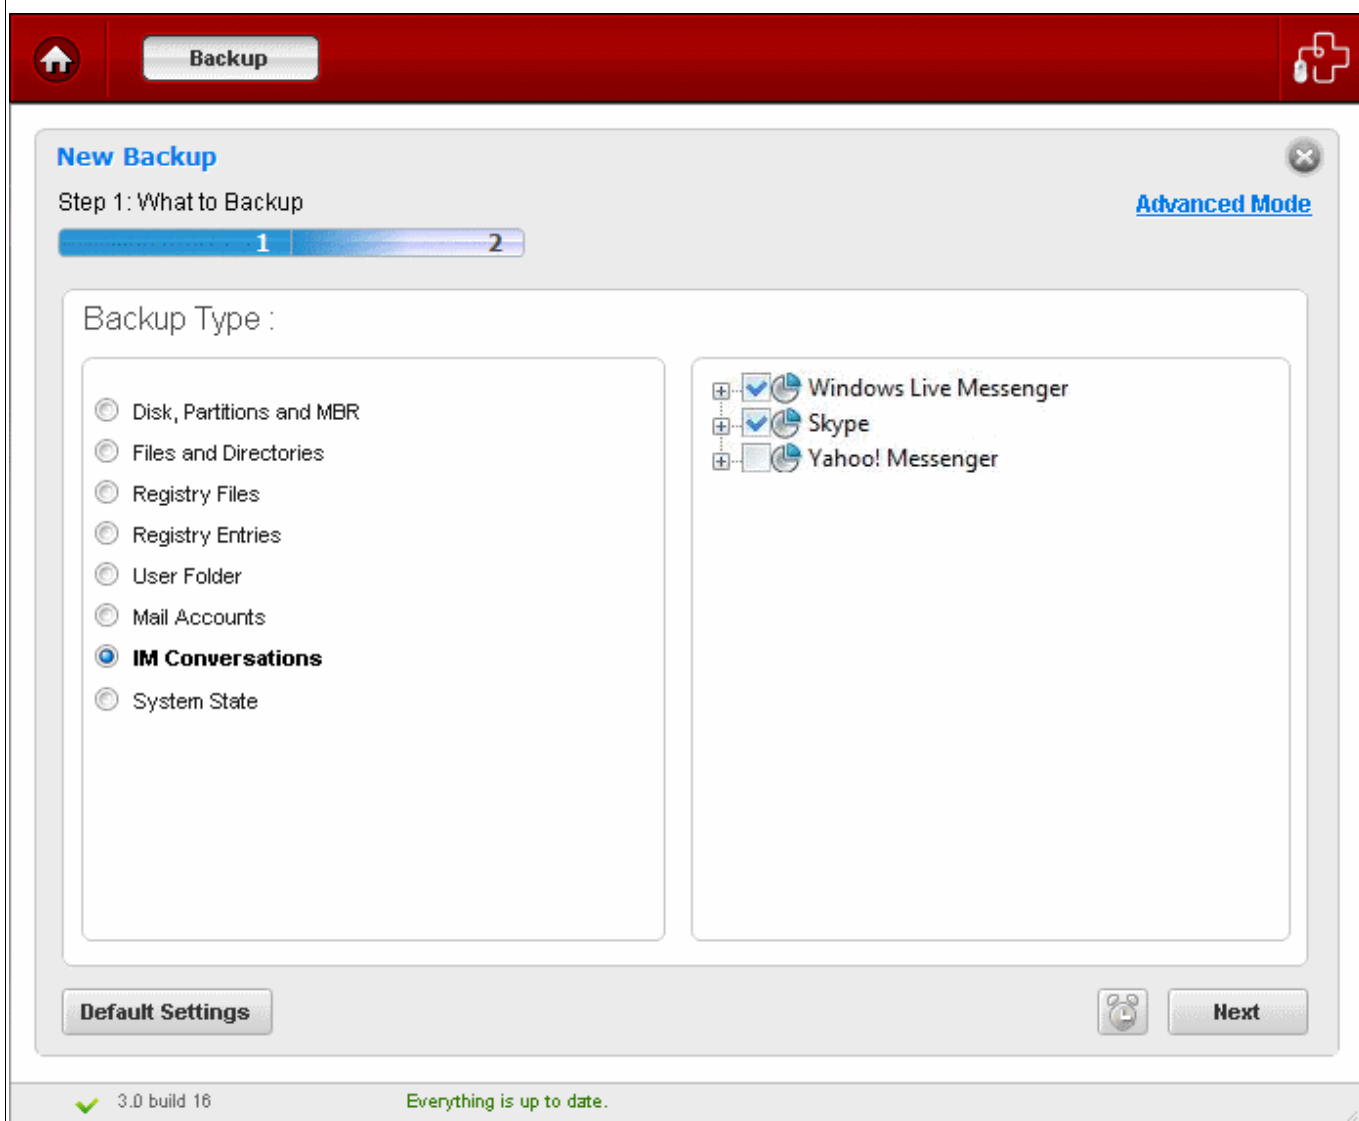 Backup
New Backup
Step 1: What to Backup
Advanced Mode
1 2
Backup Type :
Disk, Partitions and MBR
Files and Directories
Registry Files
Registry Entries
User Folder
Mail Accounts
IM Conversations
System State
Windows Live Messenger
Skype
Yahoo! Messenger
Default Settings
Next
3.0 build 16
Everything is up to date.